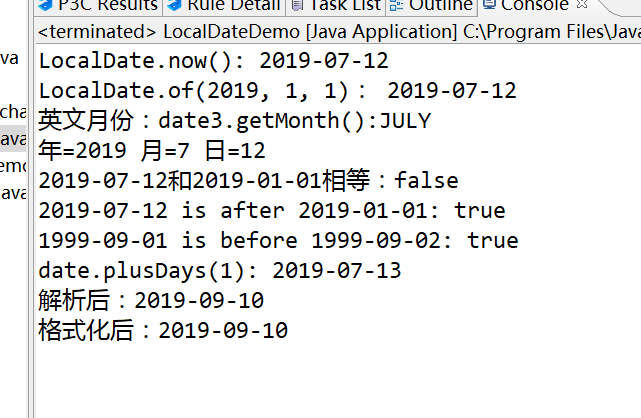 P3C Results Rule Detail Task List Outline Console
<terminated> LocalDateDemo [Java Application] C:\Program Files\Java
LocalDate.now(): 2019-07-12
LocalDate.of(2019, 1, 1)： 2019-07-12
英文月份：date3.getMonth():JULY
年=2019 月=7 日=12
2019-07-12和2019-01-01相等：false
2019-07-12 is after 2019-01-01: true
1999-09-01 is before 1999-09-02: true
date.plusDays(1): 2019-07-13
解析后：2019-09-10
格式化后：2019-09-10
ava
cha
ava
emo
java